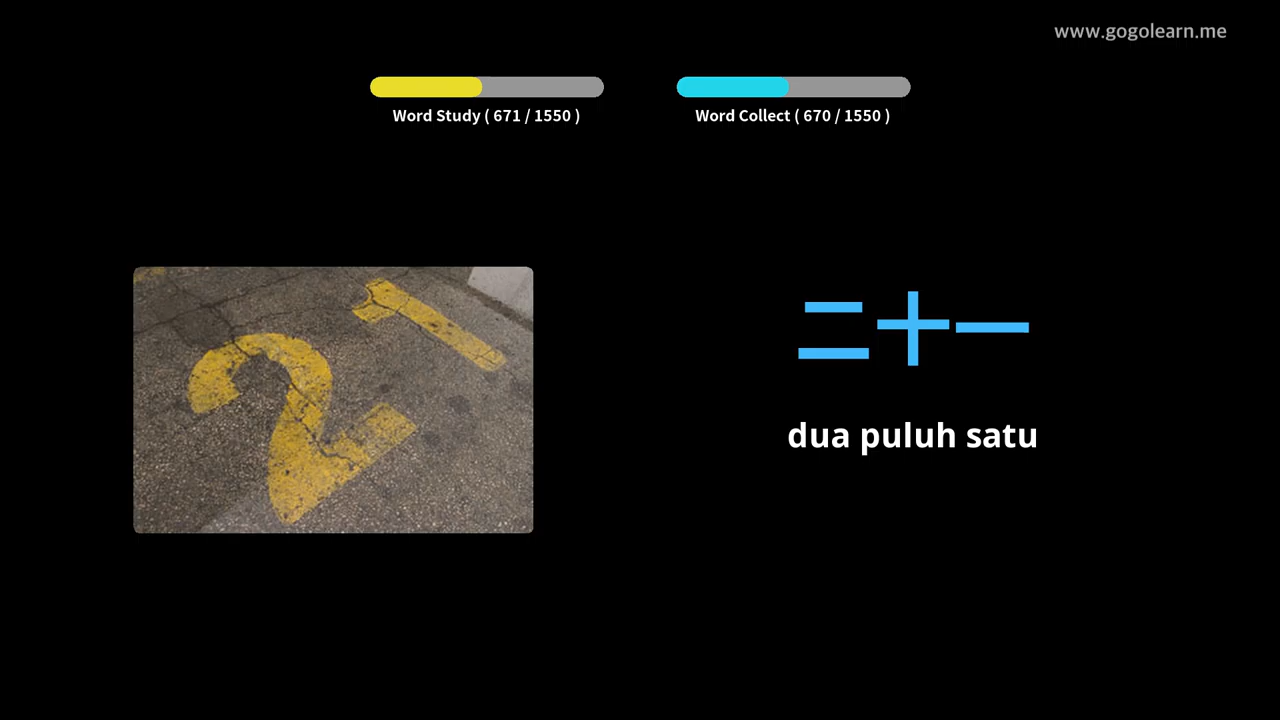 www.gogolearn.me
Word Study ( 671 / 1550 )
Word Collect ( 670 / 1550 )
21
二十一
dua puluh satu